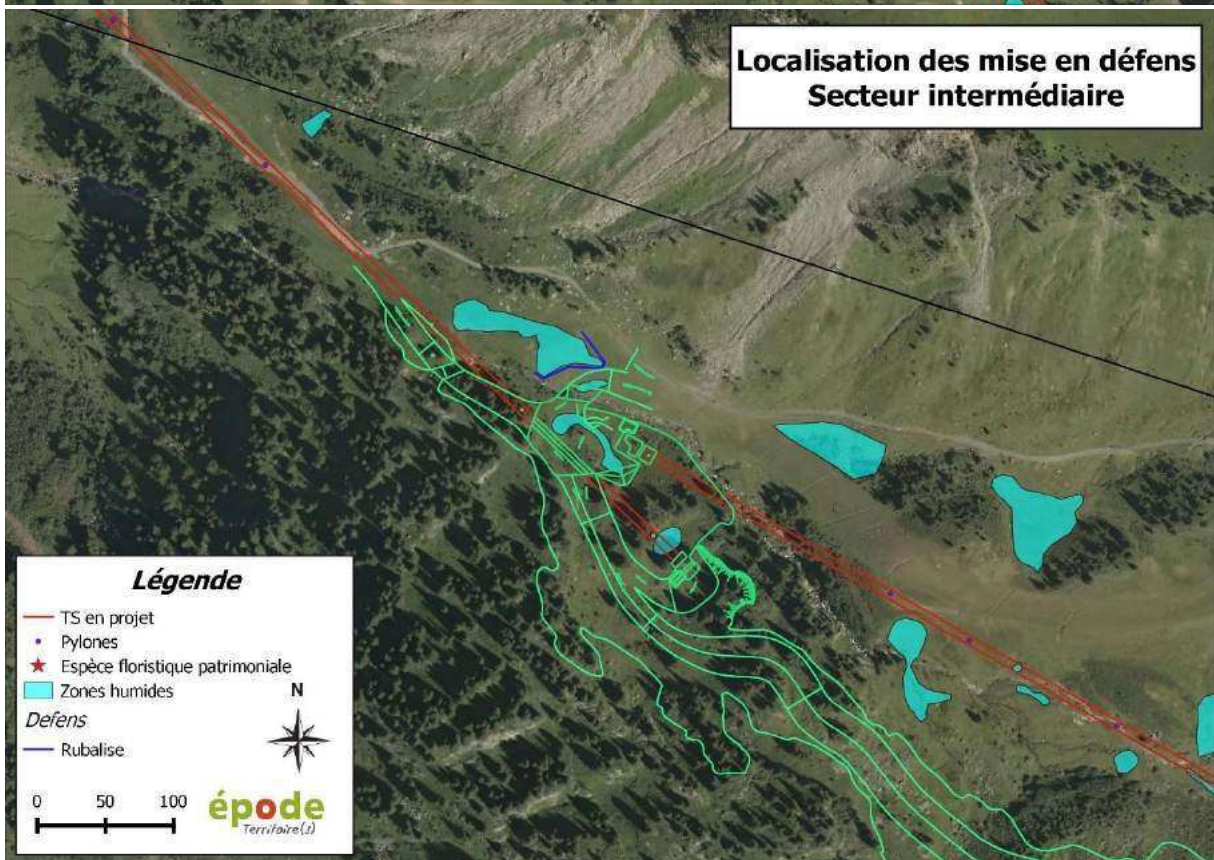 Localisation des mise en défens
Secteur intermédiaire
Légende
TS en projet
Pylones
Espèce floristique patrimoniale
Zones humides
N
Defens
Rubalise
0 50 100
épode
Territoire(s)